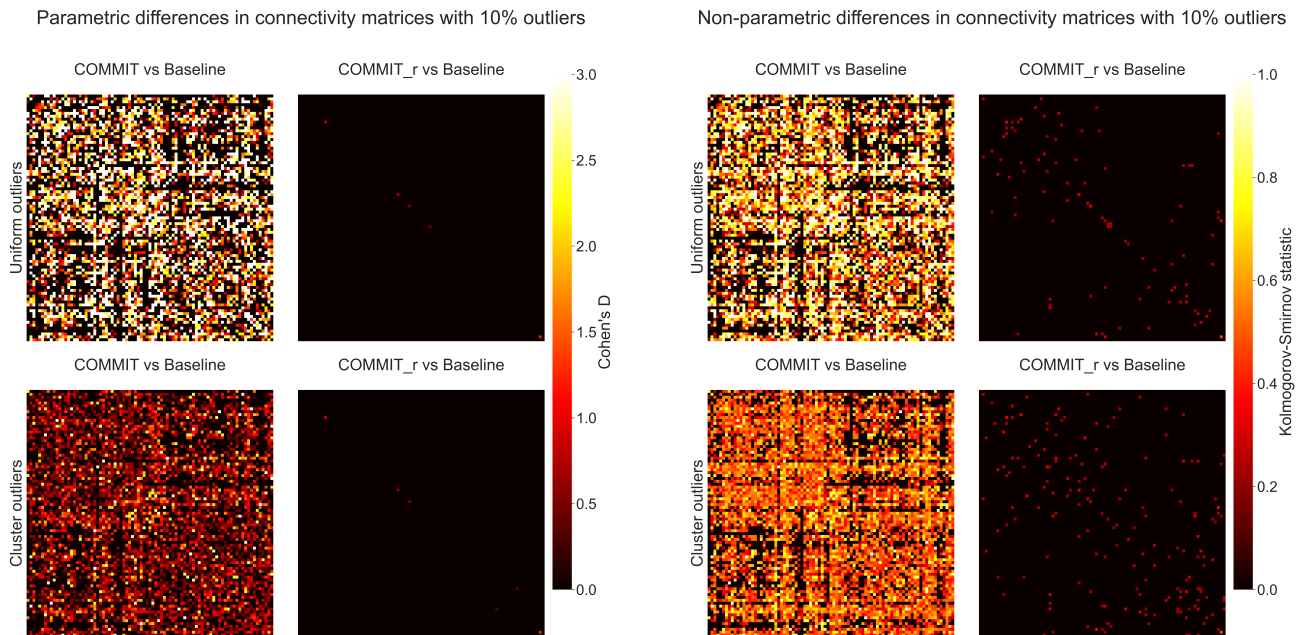 Parametric differences in connectivity matrices with 10% outliers
COMMIT vs Baseline
COMMIT_r vs Baseline
Uniform outliers
COMMIT vs Baseline
COMMIT_r vs Baseline
Cluster outliers
3.0
2.5
2.0
1.5
1.0
0.5
0.0
Cohen's D
Non-parametric differences in connectivity matrices with 10% outliers
COMMIT vs Baseline
COMMIT_r vs Baseline
Uniform outliers
COMMIT vs Baseline
COMMIT_r vs Baseline
Cluster outliers
1.0
0.8
0.6
0.4
0.2
0.0
Kolmogorov-Smirnov statistic